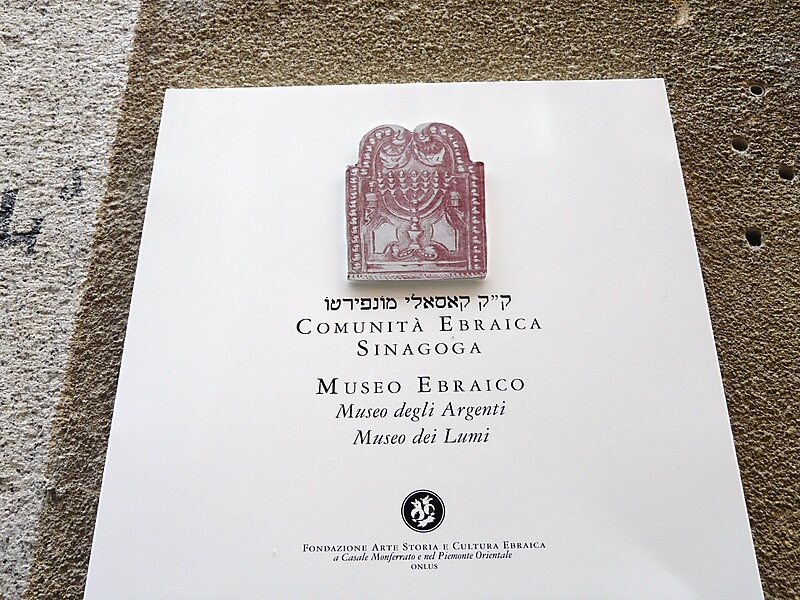 ק״ק קאסאלי מונפירטו
COMUNITÀ EBRAICA
SINAGOGA
MUSEO EBRAICO
Museo degli Argenti
Museo dei Lumi
FONDAZIONE ARTE STORIA E CULTURA EBRAICA
a Casale Monferrato e nel Piemonte Orientale
ONLUS